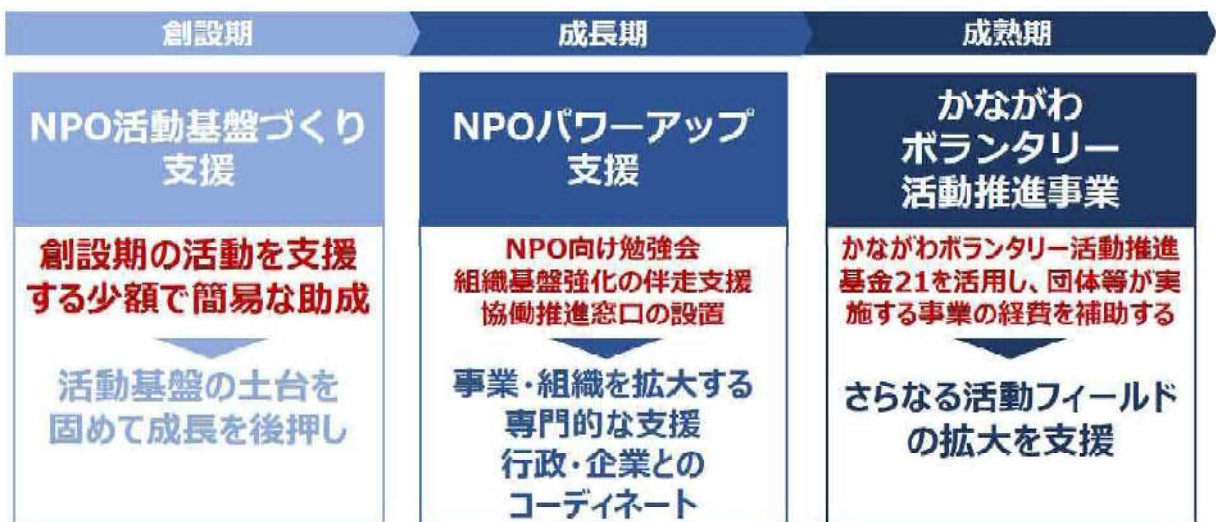 創設期
成長期
成熟期
NPO活動基盤づくり
支援
創設期の活動を支援
する少額で簡易な助成
活動基盤の土台を
固めて成長を後押し
NPOパワーアップ
支援
NPO向け勉強会
組織基盤強化の伴走支援
協働推進窓口の設置
事業・組織を拡大する
専門的な支援
行政・企業との
コーディネート
かながわ
ボランタリー
活動推進事業
かながわボランタリー活動推進
基金21を活用し、団体等が実
施する事業の経費を補助する
さらなる活動フィールド
の拡大を支援